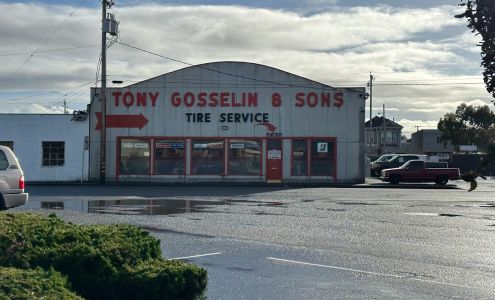 TONY GOSSELIN & SONS
TIRE SERVICE
ENTER